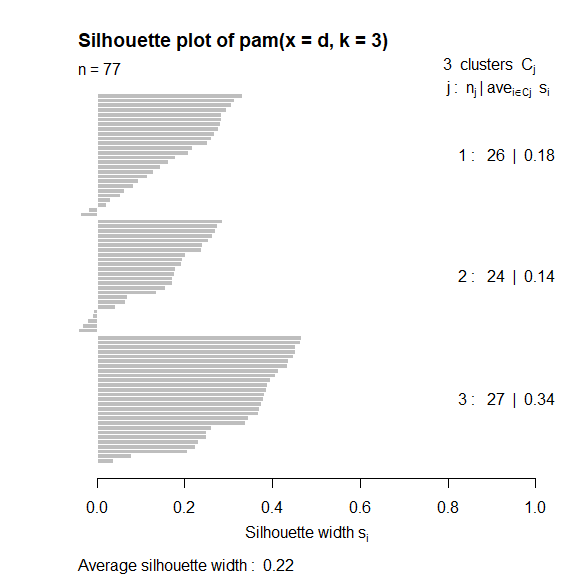 Silhouette plot of pam(x = d, k = 3)
n = 77
3 clusters Cj
j : nj | avei∈Cj si
1 : 26 | 0.18
2 : 24 | 0.14
3 : 27 | 0.34
0.0 0.2 0.4 0.6 0.8 1.0
Silhouette width si
Average silhouette width : 0.22